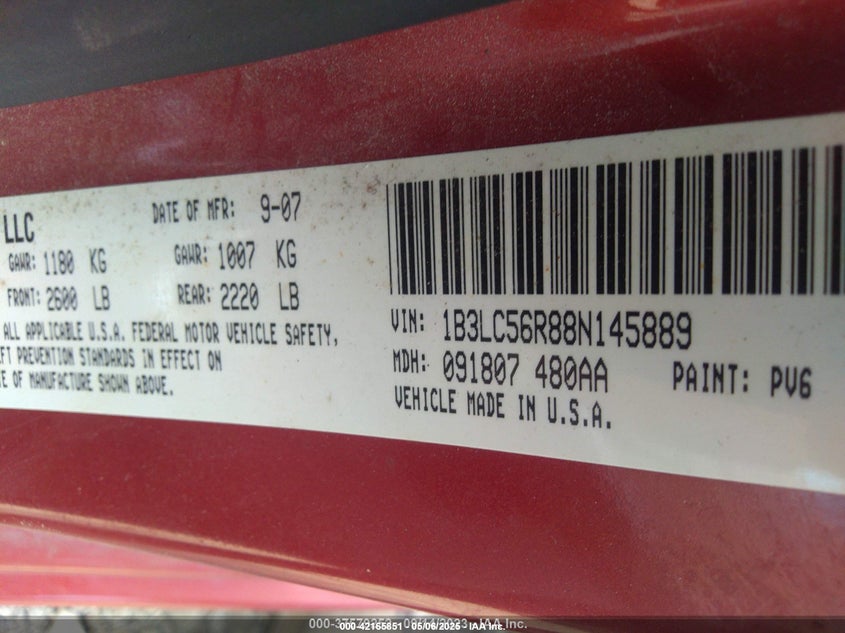 LLC
DATE OF MFR: 9-07
GAWR: 1180 KG GAWR: 1007 KG
FRONT: 2600 LB REAR: 2220 LB
ALL APPLICABLE U.S.A. FEDERAL MOTOR VEHICLE SAFETY,
PREVENTION STANDARDS IN EFFECT ON
OF MANUFACTURE SHOWN ABOVE.
VIN: 1B3LC56R88N145889
MDH: 091807 480AA PAINT: PV6
VEHICLE MADE IN U.S.A.
000-42165851 05/06/2025 IAA Inc.